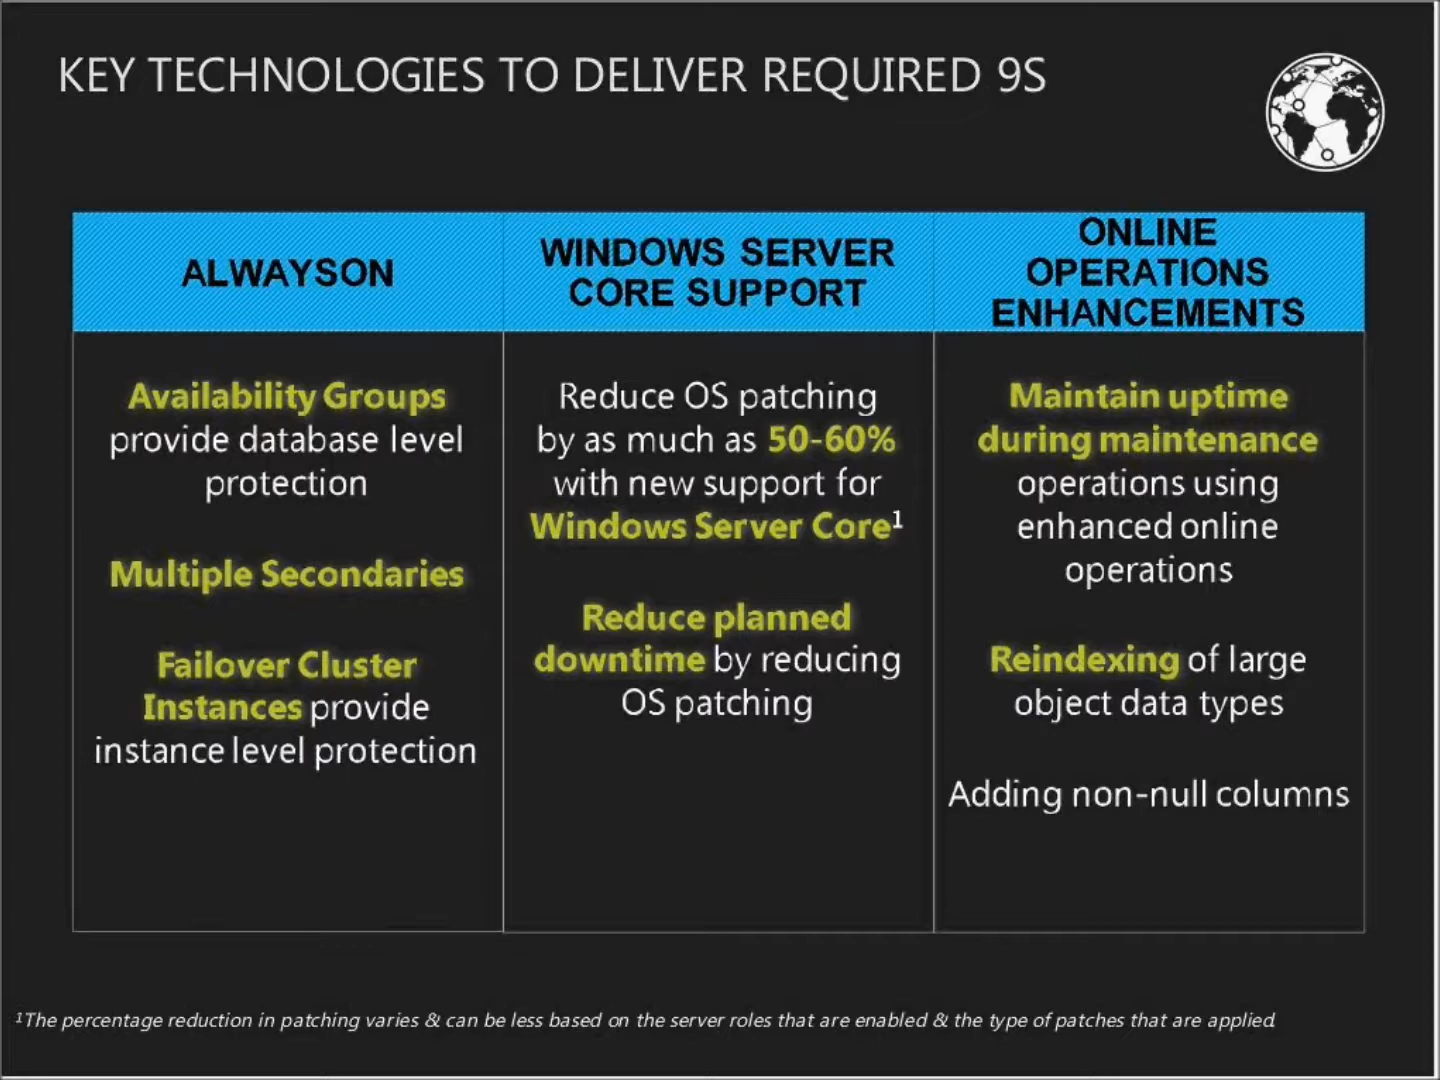 KEY TECHNOLOGIES TO DELIVER REQUIRED 9S
ALWAYSON
Availability Groups
provide database level
protection
Multiple Secondaries
Failover Cluster
Instances provide
instance level protection
WINDOWS SERVER
CORE SUPPORT
Reduce OS patching
by as much as 50-60%
with new support for
Windows Server Core¹
Reduce planned
downtime by reducing
OS patching
ONLINE
OPERATIONS
ENHANCEMENTS
Maintain uptime
during maintenance
operations using
enhanced online
operations
Reindexing of large
object data types
Adding non-null columns
¹The percentage reduction in patching varies & can be less based on the server roles that are enabled & the type of patches that are applied.